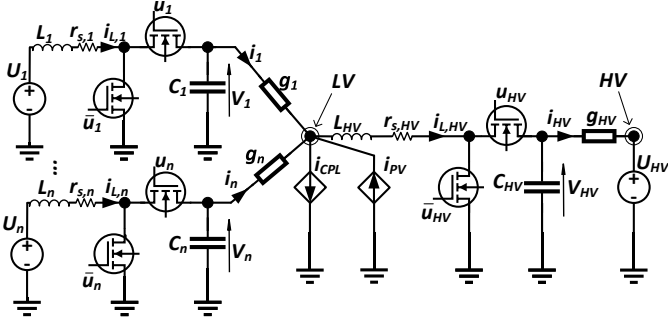 L1 rs,1 iL,1 u1
U1 ū1 C1 V1 i1 g1
LV
LHV rs,HV iL,HV uHV iHV gHV HV
...
Ln rs,n iL,n un in gn
iCPL iPV
Un ūn Cn Vn
ūHV CHV VHV UHV